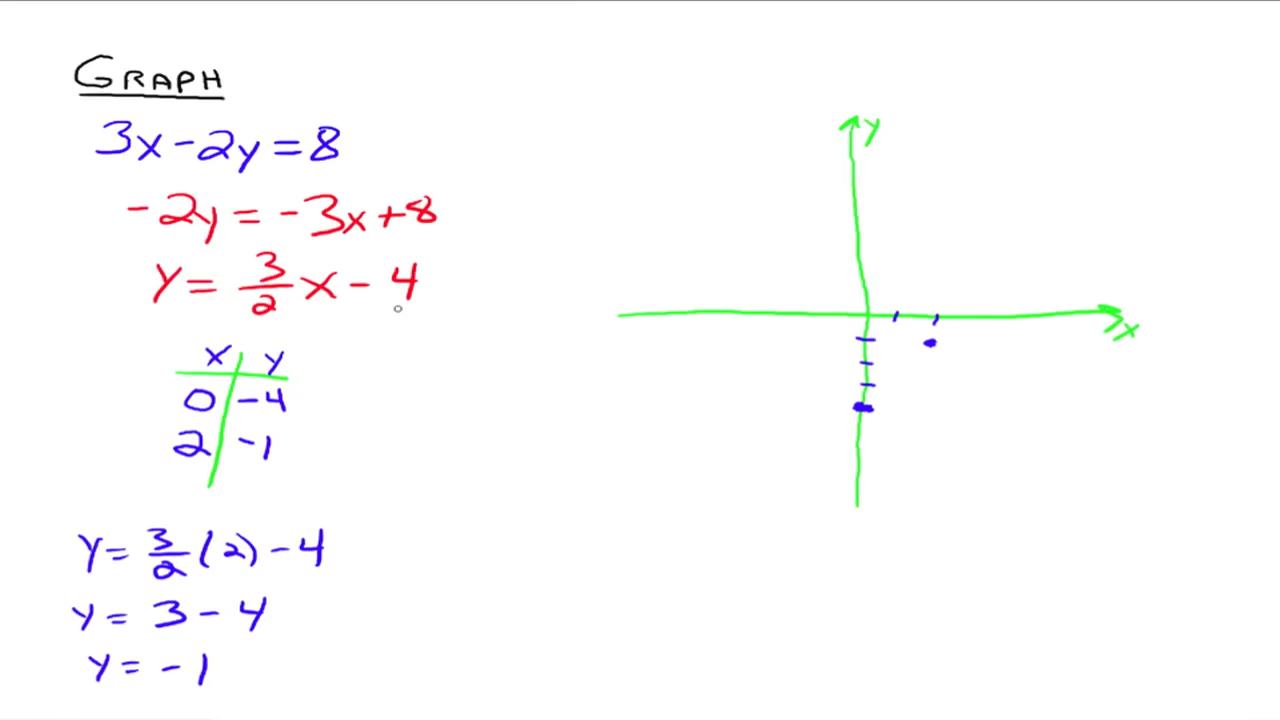 GRAPH
3x-2y=8
-2y = -3x+8
y = 3/2 x - 4
x y
0 -4
2 -1
y = 3/2 (2) - 4
y = 3 - 4
y = -1
y
x